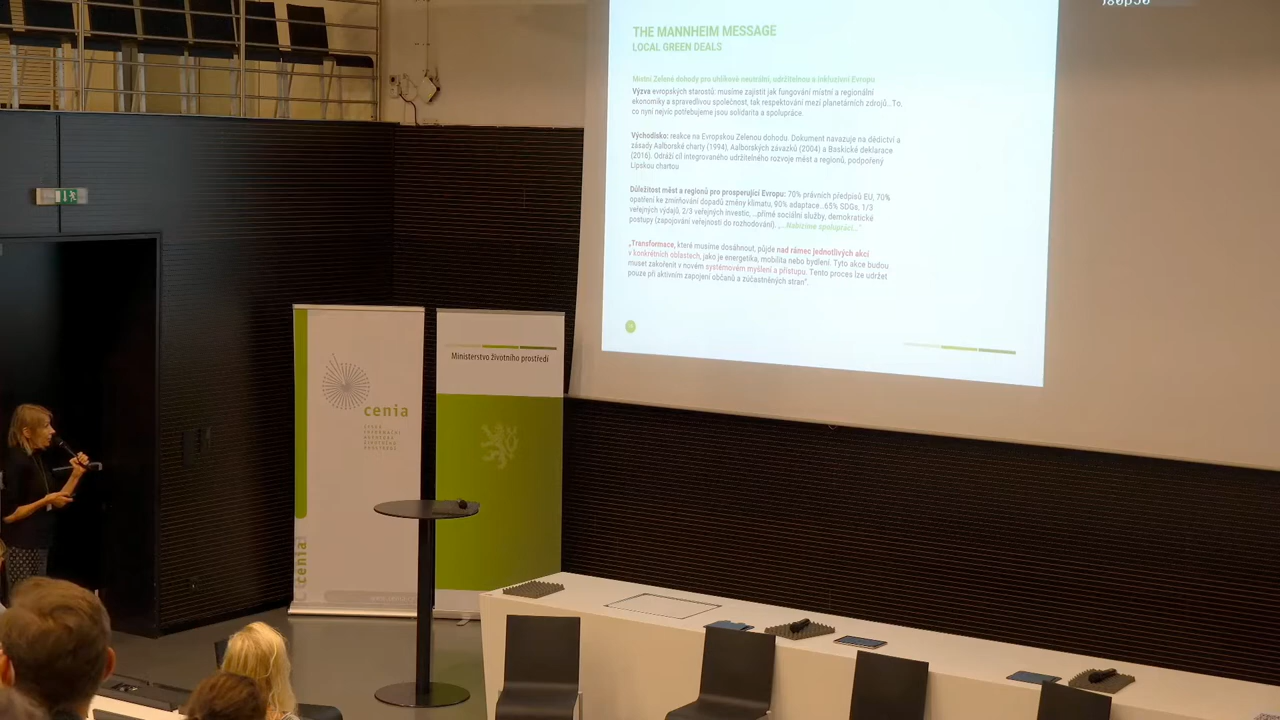 J80p50
THE MANNHEIM MESSAGE
LOCAL GREEN DEALS
Místní Zelené dohody pro uhlíkově neutrální, udržitelnou a inkluzivní Evropu
Výzva evropských starostů: musíme zajistit jak fungování místní a regionální
ekonomiky a spravedlivou společnost, tak respektování mezí planetárních zdrojů..To,
co nyní nejvíc potřebujeme jsou solidarita a spolupráce.
Východisko: reakce na Evropskou Zelenou dohodu. Dokument navazuje na dědictví a
zásady Aalborské charty (1994), Aalborských závazků (2004) a Baskické deklarace
(2016). Odráží cíl integrovaného udržitelného rozvoje měst a regionů, podpořený
Lipskou chartou
Důležitost měst a regionů pro prosperující Evropu: 70% právních předpisů EU, 70%
opatření ke zmírňování dopadů změny klimatu, 90% adaptace…65% SDGs, 1/3
veřejných výdajů, 2/3 veřejných investic, …přímé sociální služby, demokratické
postupy (zapojování veřejnosti do rozhodování). „…Nabízíme spolupráci…"
„Transformace, které musíme dosáhnout, půjde nad rámec jednotlivých akcí
v konkrétních oblastech, jako je energetika, mobilita nebo bydlení. Tyto akce budou
muset zakořenit v novém systémovém myšlení a přístupu. Tento proces lze udržet
pouze při aktivním zapojení občanů a zúčastněných stran".
Ministerstvo životního prostředí
cenia
cenia